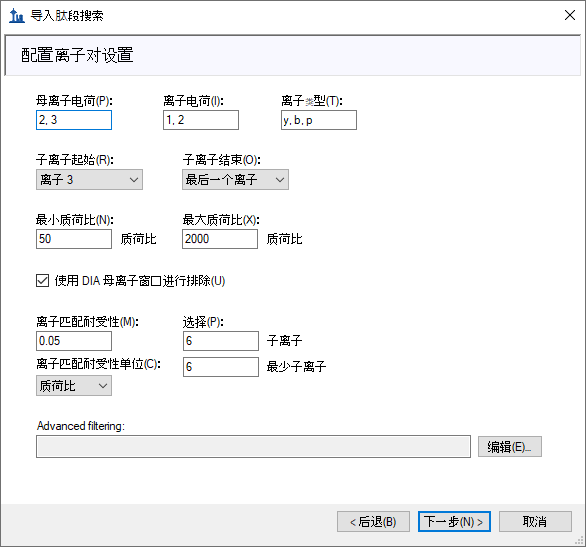 导入肽段搜索
配置离子对设置
母离子电荷(P): 离子电荷(I): 离子类型(T):
2, 3 1, 2 y, b, p
子离子起始(R): 子离子结束(O):
离子 3 最后一个离子
最小质荷比(N): 最大质荷比(X):
50 质荷比 2000 质荷比
使用 DIA 母离子窗口进行排除(U)
离子匹配耐受性(M): 选择(P):
0.05 6 子离子
离子匹配耐受性单位(C): 6 最少子离子
质荷比
Advanced filtering:
编辑(E)...
< 后退(B) 下一步(N) > 取消